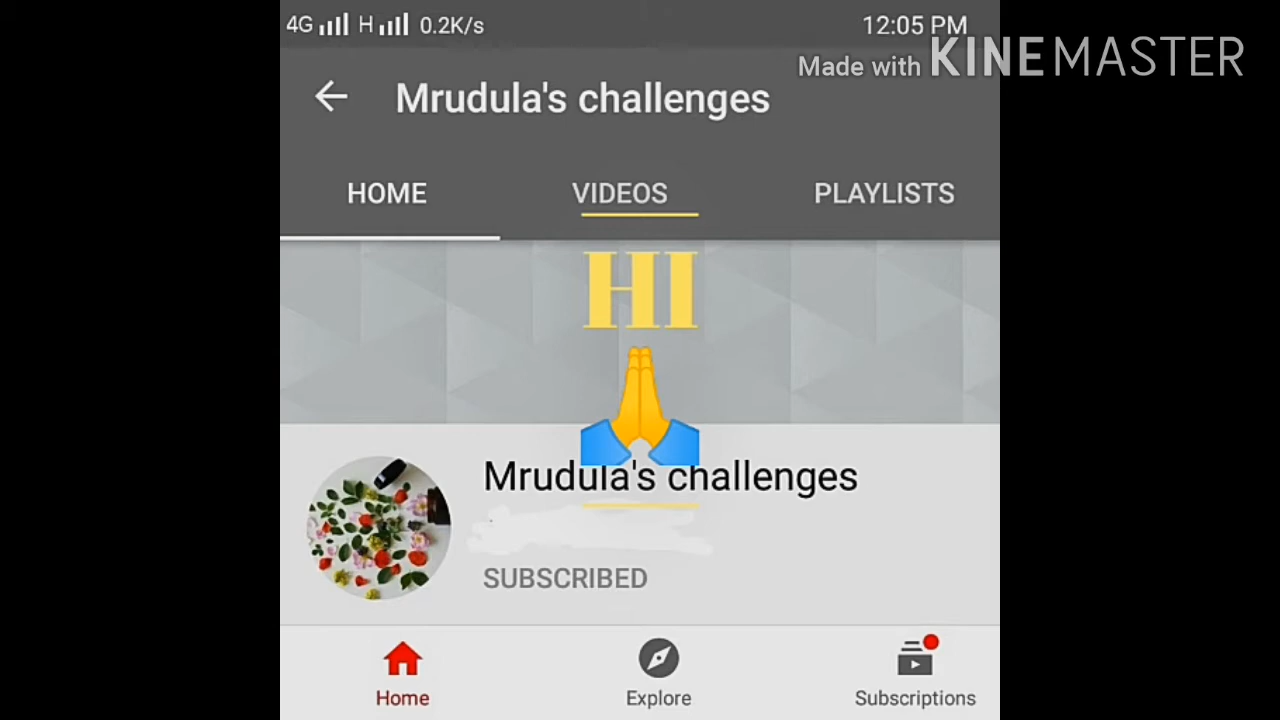 4G H 0.2K/s 12:05 PM
Made with KINEMASTER
Mrudula's challenges
HOME VIDEOS PLAYLISTS
HI
Mrudula's challenges
SUBSCRIBED
Home Explore Subscriptions